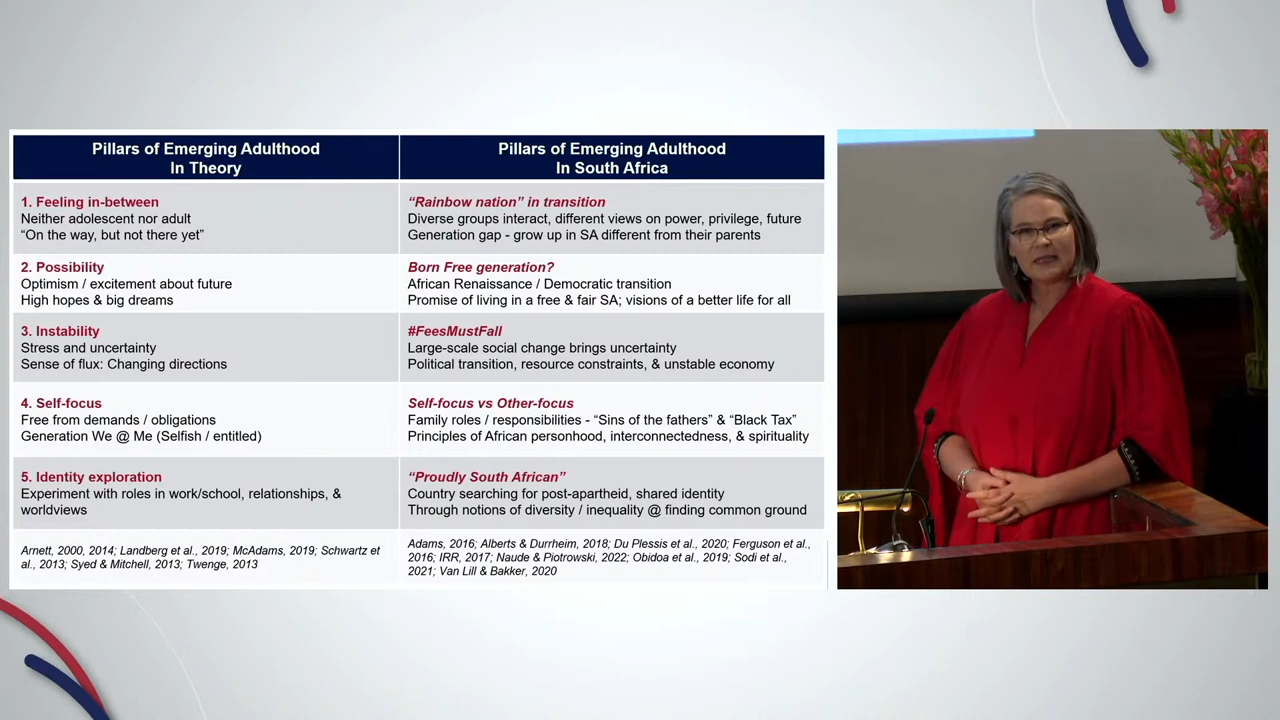 Pillars of Emerging Adulthood
In Theory
Pillars of Emerging Adulthood
In South Africa
1. Feeling in-between
Neither adolescent nor adult
“On the way, but not there yet”
“Rainbow nation” in transition
Diverse groups interact, different views on power, privilege, future
Generation gap - grow up in SA different from their parents
2. Possibility
Optimism / excitement about future
High hopes & big dreams
Born Free generation?
African Renaissance / Democratic transition
Promise of living in a free & fair SA; visions of a better life for all
3. Instability
Stress and uncertainty
Sense of flux: Changing directions
#FeesMustFall
Large-scale social change brings uncertainty
Political transition, resource constraints, & unstable economy
4. Self-focus
Free from demands / obligations
Generation We @ Me (Selfish / entitled)
Self-focus vs Other-focus
Family roles / responsibilities - “Sins of the fathers” & “Black Tax”
Principles of African personhood, interconnectedness, & spirituality
5. Identity exploration
Experiment with roles in work/school, relationships, &
worldviews
“Proudly South African”
Country searching for post-apartheid, shared identity
Through notions of diversity / inequality @ finding common ground
Arnett, 2000, 2014; Landberg et al., 2019; McAdams, 2019; Schwartz et
al., 2013; Syed & Mitchell, 2013; Twenge, 2013
Adams, 2016; Alberts & Durrheim, 2018; Du Plessis et al., 2020; Ferguson et al.,
2016; IRR, 2017; Naude & Piotrowski, 2022; Obidoa et al., 2019; Sodi et al.,
2021; Van Lill & Bakker, 2020